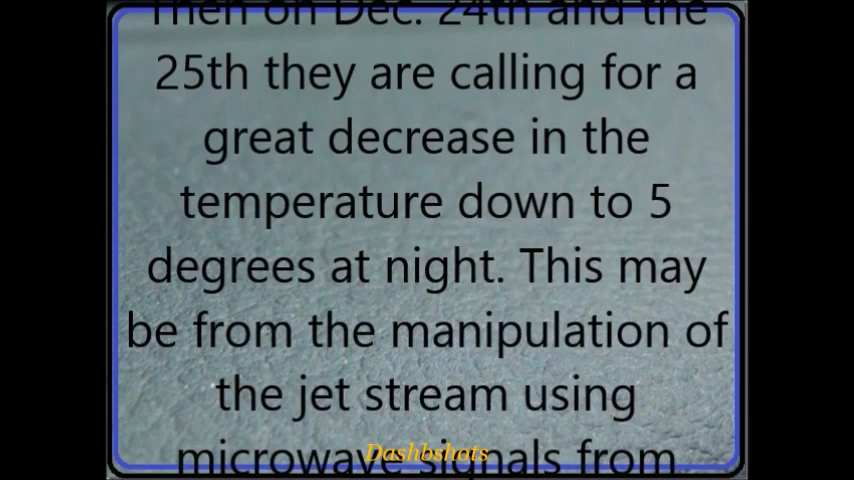 Then on Dec. 24th and the
25th they are calling for a
great decrease in the
temperature down to 5
degrees at night. This may
be from the manipulation of
the jet stream using
microwave signals from
Dashbshots